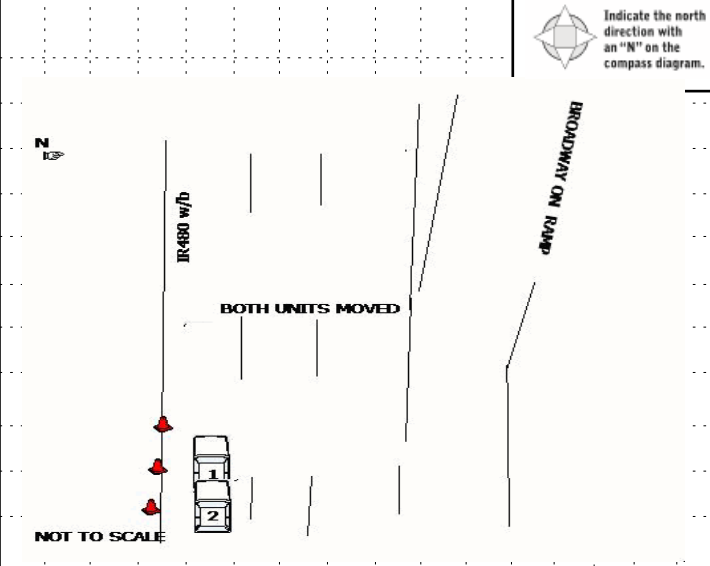 Indicate the north
direction with
an "N" on the
compass diagram.
BROADWAY ON RAMP
N
IR480 w/b
BOTH UNITS MOVED
1
2
NOT TO SCALE